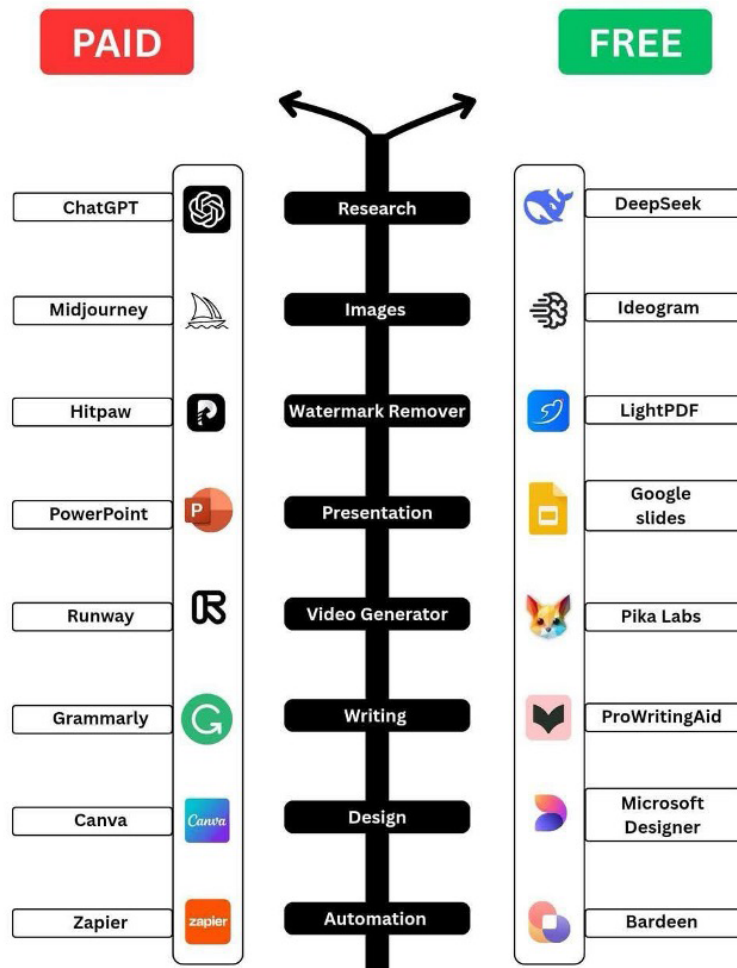 PAID
FREE
ChatGPT
Research
DeepSeek
Midjourney
Images
Ideogram
Hitpaw
Watermark Remover
LightPDF
PowerPoint
P
Presentation
Google
slides
Runway
Video Generator
Pika Labs
Grammarly
Writing
ProWritingAid
Canva
Canva
Design
Microsoft
Designer
Zapier
zapier
Automation
Bardeen